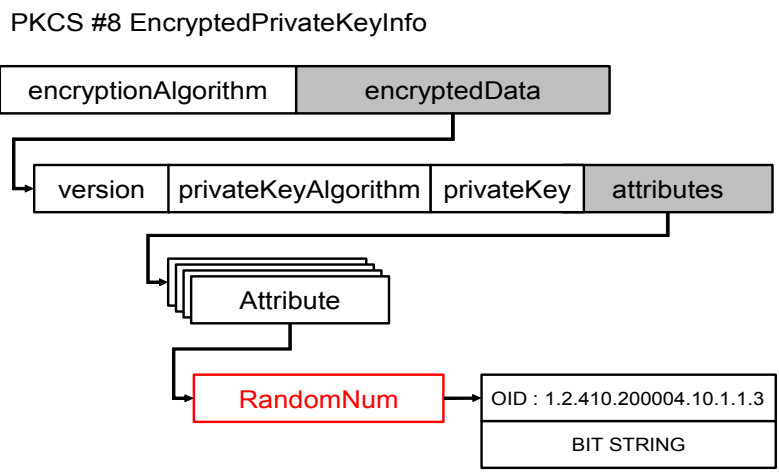 PKCS #8 EncryptedPrivateKeyInfo
encryptionAlgorithm encryptedData
version privateKeyAlgorithm privateKey attributes
Attribute
RandomNum OID : 1.2.410.200004.10.1.1.3
BIT STRING